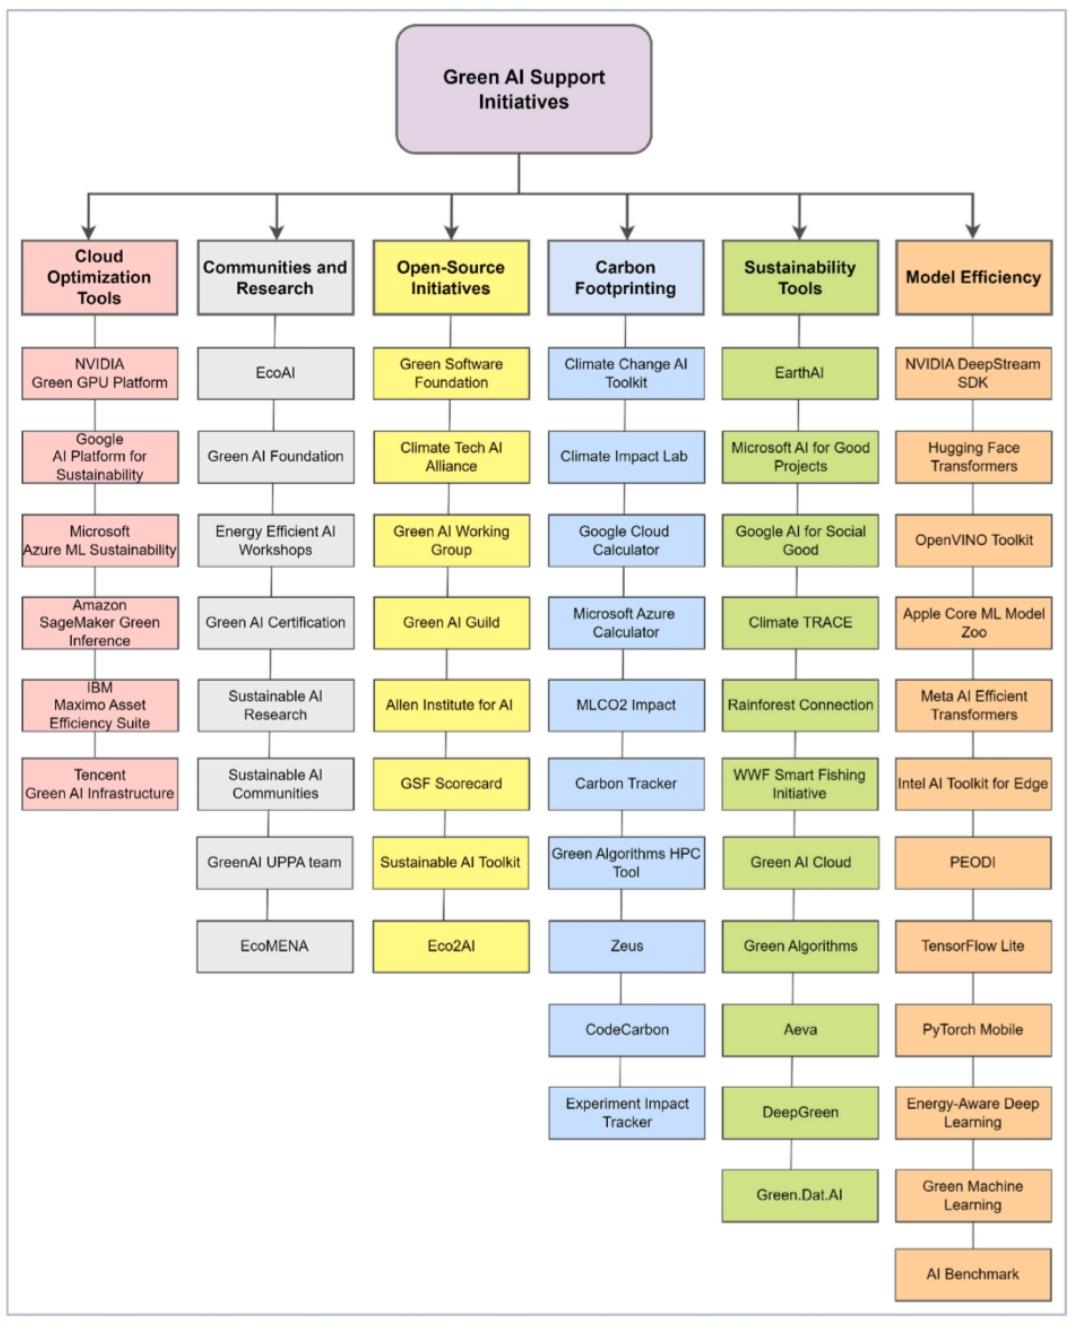 Green AI Support
Initiatives
Cloud
Optimization
Tools
NVIDIA
Green GPU Platform
Google
AI Platform for
Sustainability
Microsoft
Azure ML Sustainability
Amazon
SageMaker Green
Inference
IBM
Maximo Asset
Efficiency Suite
Tencent
Green AI Infrastructure
Communities and
Research
EcoAI
Green AI Foundation
Energy Efficient AI
Workshops
Green AI Certification
Sustainable AI
Research
Sustainable AI
Communities
GreenAI UPPA team
EcoMENA
Open-Source
Initiatives
Green Software
Foundation
Climate Tech AI
Alliance
Green AI Working
Group
Green AI Guild
Allen Institute for AI
GSF Scorecard
Sustainable AI Toolkit
Eco2AI
Carbon
Footprinting
Climate Change AI
Toolkit
Climate Impact Lab
Google Cloud
Calculator
Microsoft Azure
Calculator
MLCO2 Impact
Carbon Tracker
Green Algorithms HPC
Tool
Zeus
CodeCarbon
Experiment Impact
Tracker
Sustainability
Tools
EarthAI
Microsoft AI for Good
Projects
Google AI for Social
Good
Climate TRACE
Rainforest Connection
WWF Smart Fishing
Initiative
Green AI Cloud
Green Algorithms
Aeva
DeepGreen
Green.Dat.AI
Model Efficiency
NVIDIA DeepStream
SDK
Hugging Face
Transformers
OpenVINO Toolkit
Apple Core ML Model
Zoo
Meta AI Efficient
Transformers
Intel AI Toolkit for Edge
PEODI
TensorFlow Lite
PyTorch Mobile
Energy-Aware Deep
Learning
Green Machine
Learning
AI Benchmark